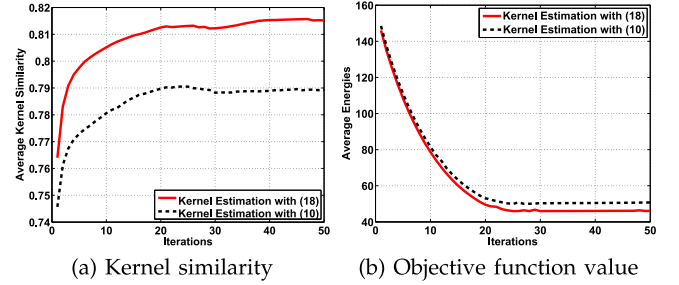 0.82
0.81
0.8
0.79
0.78
0.77
0.76
0.75
0.74
0
10
20
30
40
50
Average Kernel Similarity
Iterations
Kernel Estimation with (18)
Kernel Estimation with (10)
(a) Kernel similarity
160
140
120
100
80
60
40
0
10
20
30
40
50
Average Energies
Iterations
Kernel Estimation with (18)
Kernel Estimation with (10)
(b) Objective function value